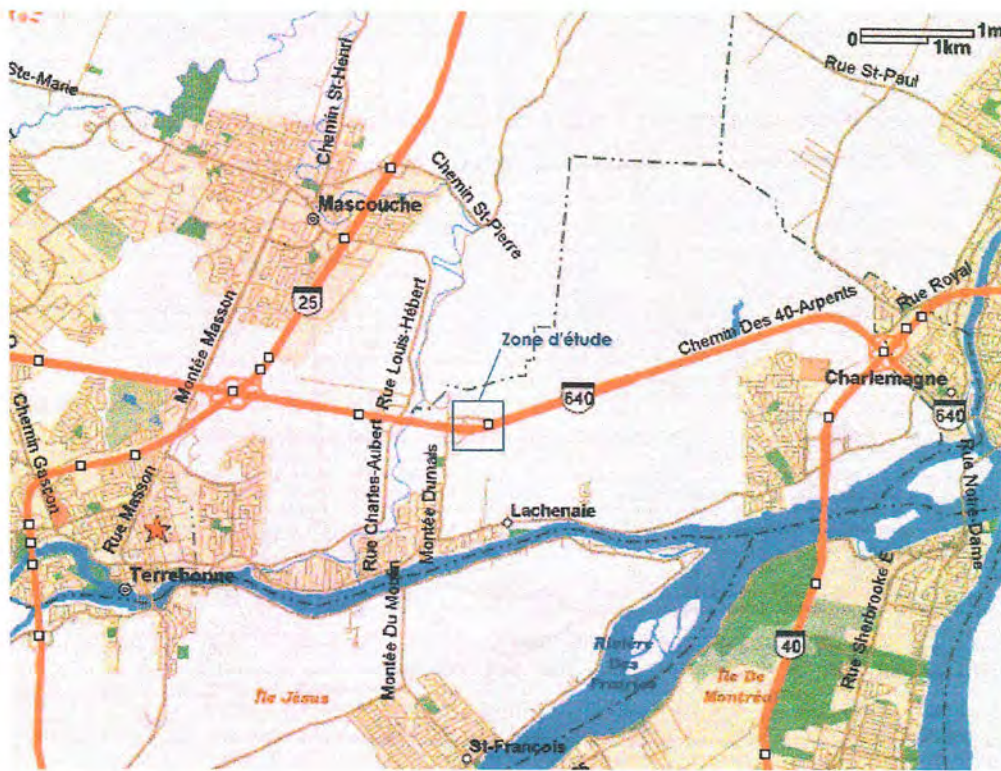 0 1m
1km
Rue St-Paul
Ste-Marie
Chemin St-Henri
Chemin St-Pierre
Mascouche
25
Montée Masson
Rue Louis-Hébert
Zone d'étude
Chemin Des 40-Arpents
Rue Royal
640
Charlemagne
640
Chemin Gascon
Rue Masson
Rue Charles-Aubert
Montée Dumais
Lachenaie
Rue Notre Dame
Terrebonne
Montée Du Moulin
Rivière
Des
Prairies
Rue Sherbrooke E
40
Île Jésus
Île De
Montréal
St-François